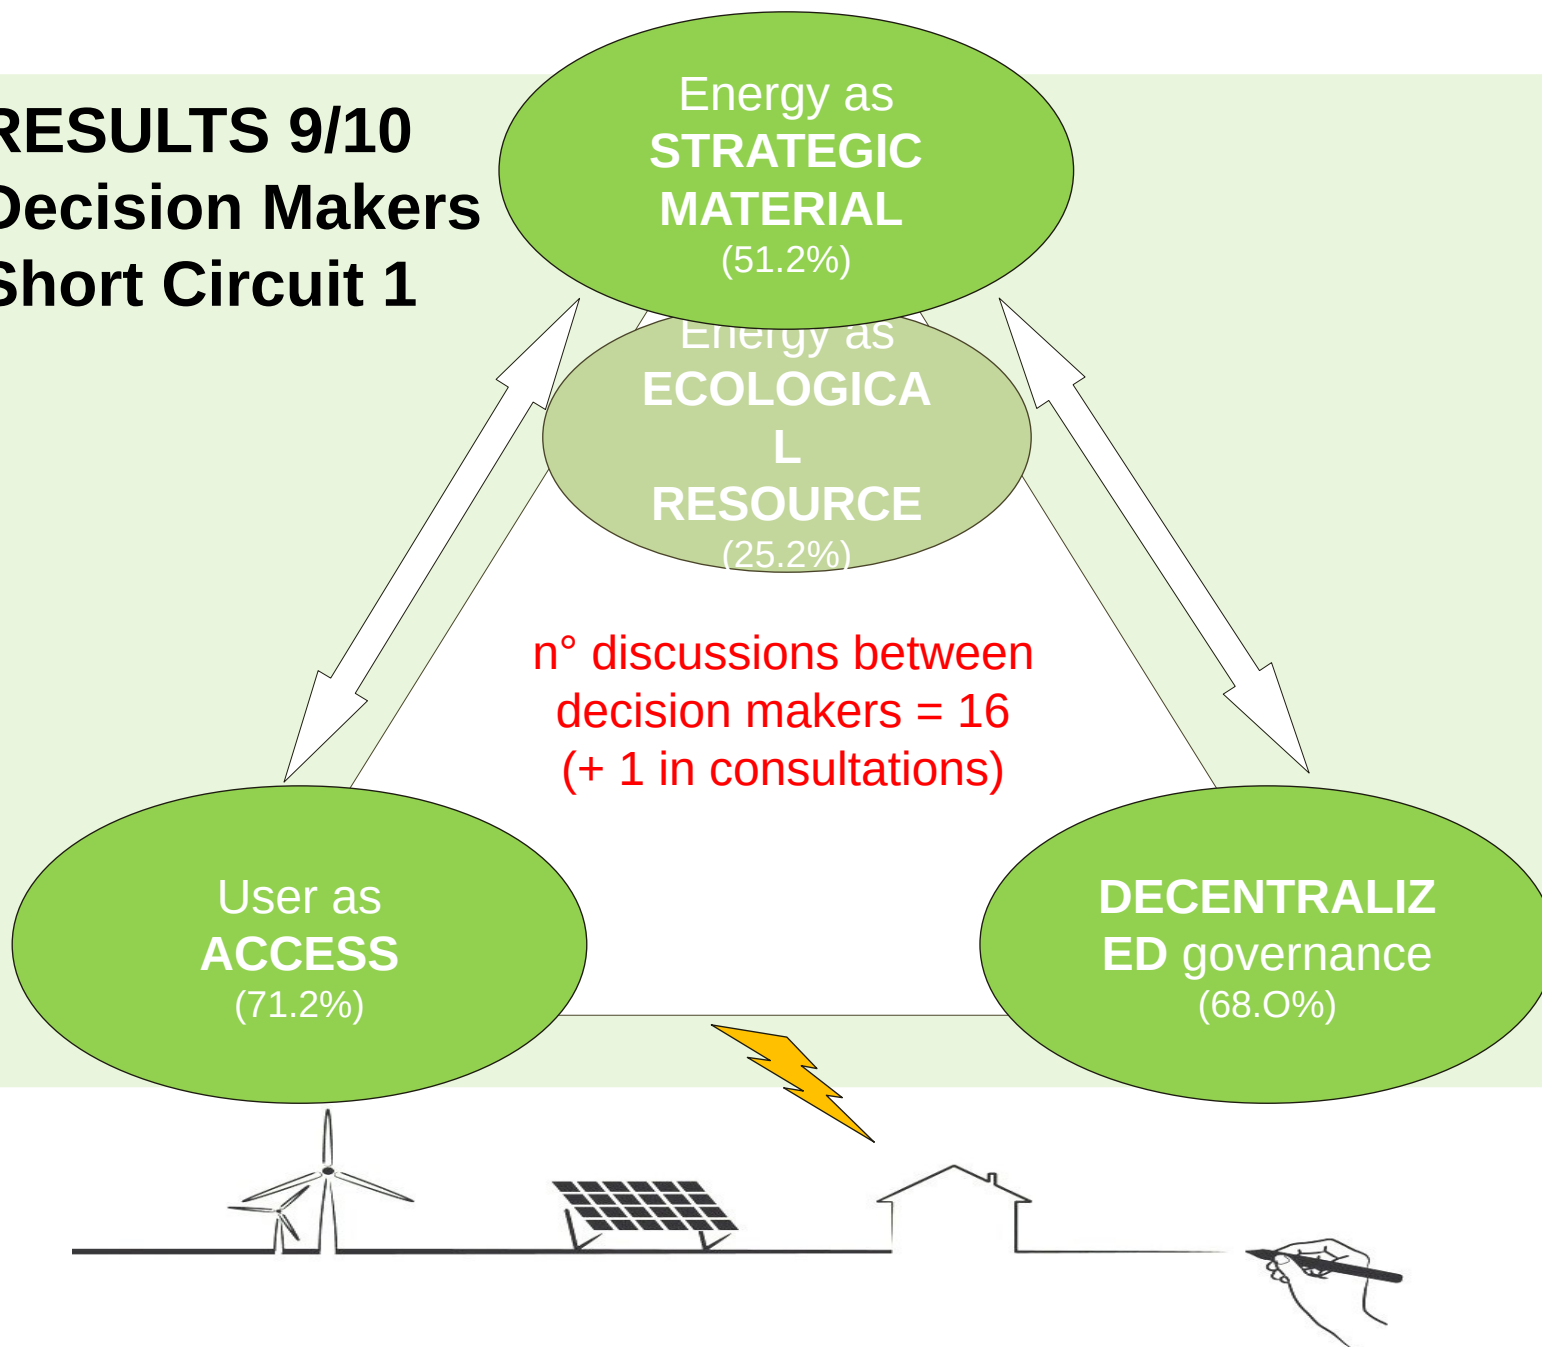 RESULTS 9/10
Decision Makers
Short Circuit 1
Energy as
STRATEGIC
MATERIAL
(51.2%)
Energy as
ECOLOGICA
L
RESOURCE
(25.2%)
n° discussions between
decision makers = 16
(+ 1 in consultations)
User as
ACCESS
(71.2%)
DECENTRALIZ
ED governance
(68.O%)